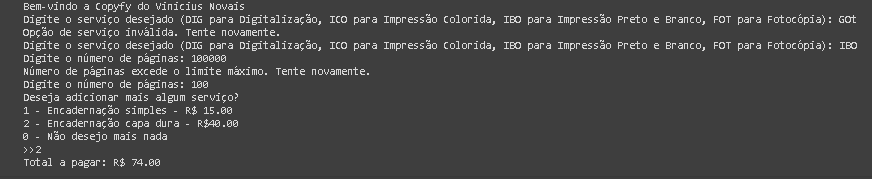 Bem-vindo a Copyfy do Vinicius Novais
Digite o serviço desejado (DIG para Digitalização, ICO para Impressão Colorida, IBO para Impressão Preto e Branco, FOT para Fotocópia): GOt
Opção de serviço inválida. Tente novamente.
Digite o serviço desejado (DIG para Digitalização, ICO para Impressão Colorida, IBO para Impressão Preto e Branco, FOT para Fotocópia): IBO
Digite o número de páginas: 100000
Número de páginas excede o limite máximo. Tente novamente.
Digite o número de páginas: 100
Deseja adicionar mais algum serviço?
1 - Encadernação simples - R$ 15.00
2 - Encadernação capa dura - R$40.00
0 - Não desejo mais nada
>>2
Total a pagar: R$ 74.00